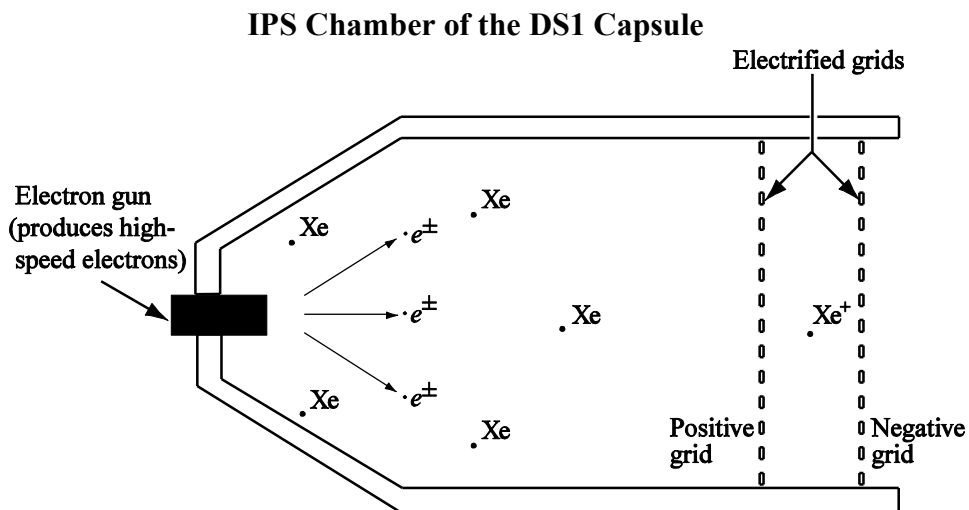 IPS Chamber of the DS1 Capsule
Electrified grids
Electron gun
(produces high-
speed electrons)
Xe
Xe
e±
e±
Xe
Xe⁺
e±
Xe
Xe
Positive
grid
Negative
grid